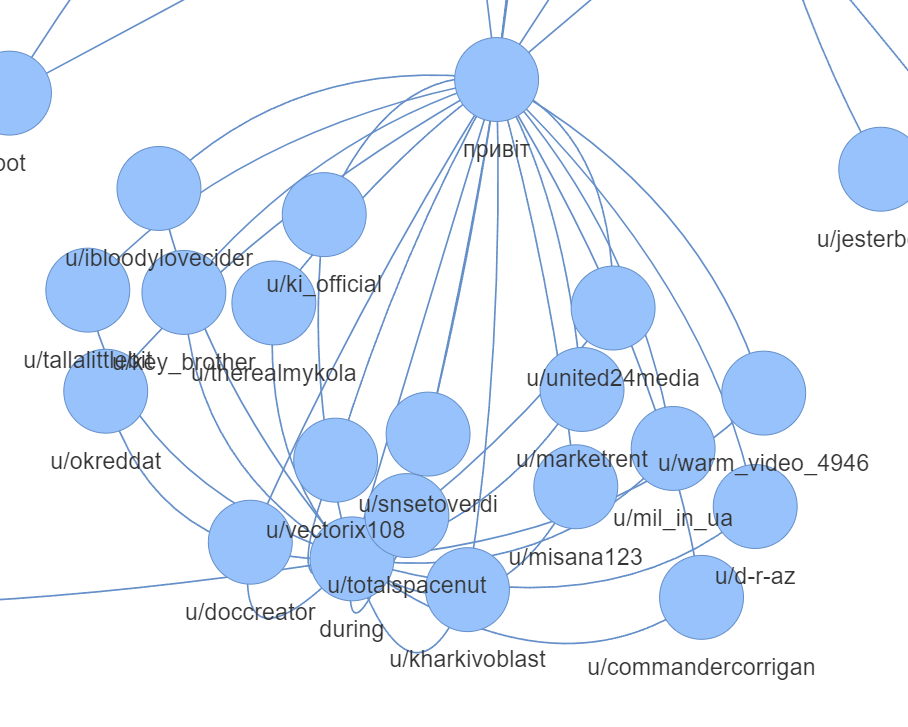 привіт
oot
u/jesterb
u/ibloodylovecider
u/ki_official
u/tallalittlebit
u/key_brother
u/therealmykola
u/united24media
u/okreddat
u/marketrent
u/warm_video_4946
u/snsetoverdi
u/vectorix108
u/mil_in_ua
u/misana123
u/d-r-az
u/totalspacenut
u/doccreator
during
u/kharkivoblast
u/commandercorrigan